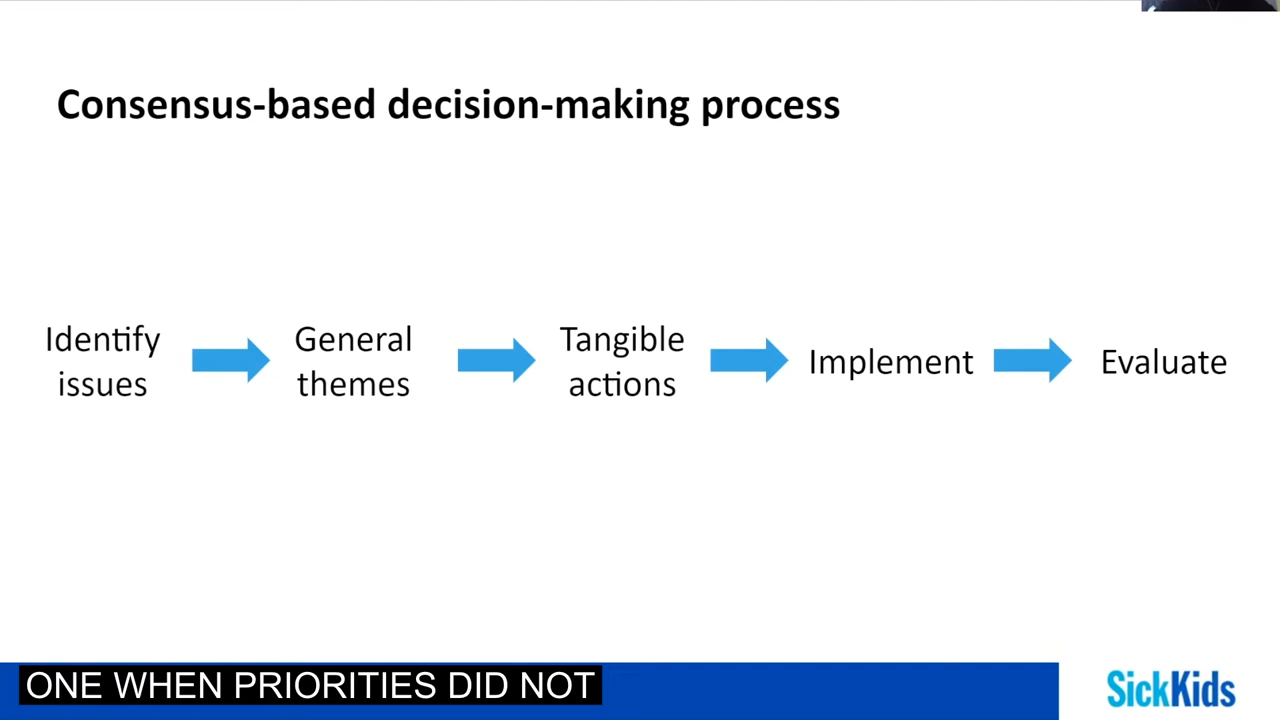 Consensus-based decision-making process
Identify
issues
General
themes
Tangible
actions
Implement
Evaluate
ONE WHEN PRIORITIES DID NOT
SickKids